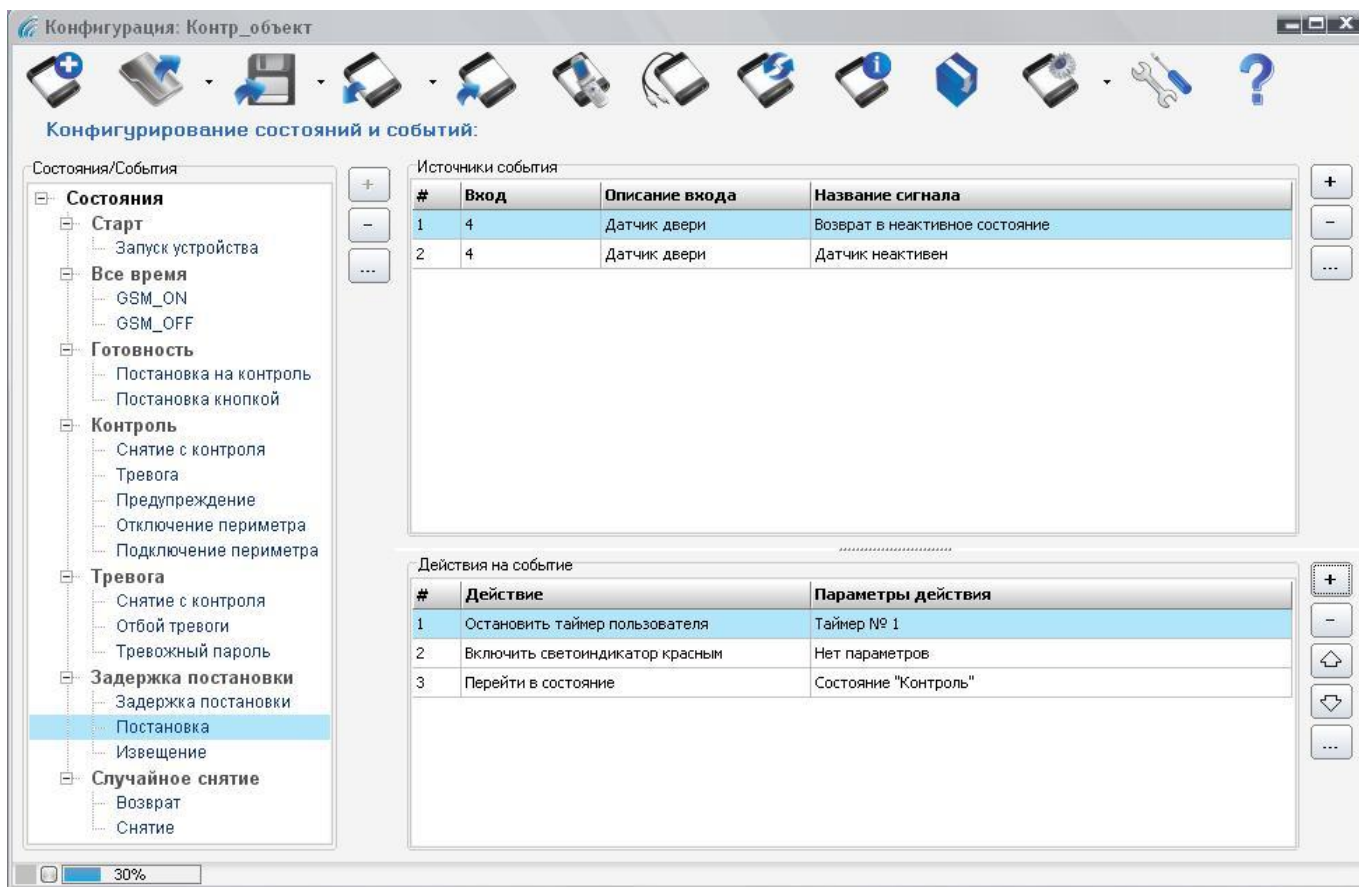 Конфигурация: Контр_объект
Конфигурирование состояний и событий:
Состояния/События
Состояния
Старт
Запуск устройства
Все время
GSM_ON
GSM_OFF
Готовность
Постановка на контроль
Постановка кнопкой
Контроль
Снятие с контроля
Тревога
Предупреждение
Отключение периметра
Подключение периметра
Тревога
Снятие с контроля
Отбой тревоги
Тревожный пароль
Задержка постановки
Задержка постановки
Постановка
Извещение
Случайное снятие
Возврат
Снятие
+
-
...
Источники события
# Вход Описание входа Название сигнала
1 4 Датчик двери Возврат в неактивное состояние
2 4 Датчик двери Датчик неактивен
+
-
...
Действия на событие
# Действие Параметры действия
1 Остановить таймер пользователя Таймер № 1
2 Включить светоиндикатор красным Нет параметров
3 Перейти в состояние Состояние "Контроль"
+
-
...
30%